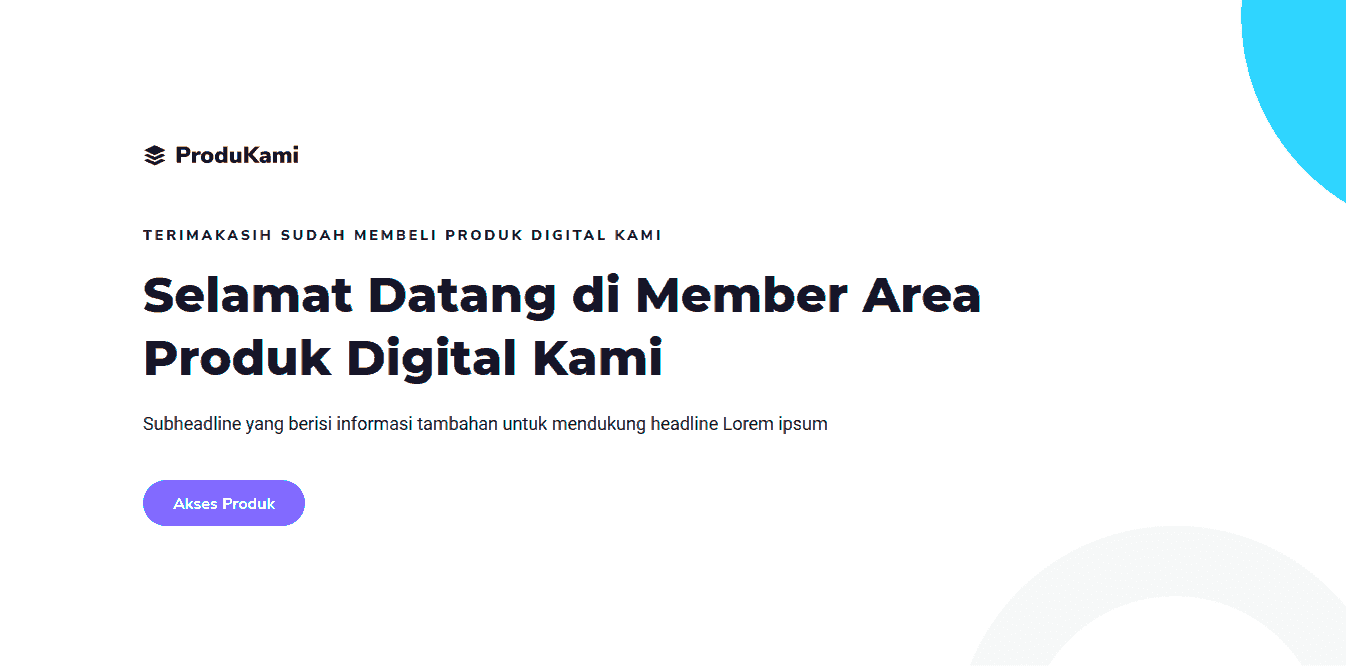 ProduKami
TERIMAKASIH SUDAH MEMBELI PRODUK DIGITAL KAMI
Selamat Datang di Member Area
Produk Digital Kami
Subheadline yang berisi informasi tambahan untuk mendukung headline Lorem ipsum
Akses Produk